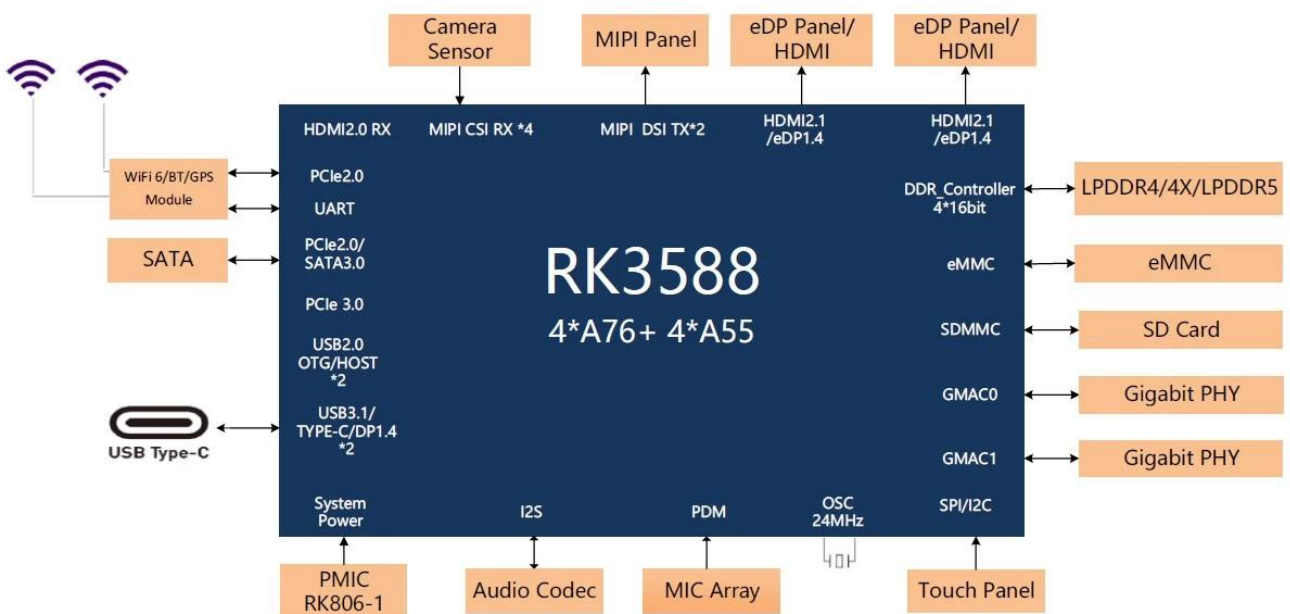 Camera
Sensor
MIPI Panel
eDP Panel/
HDMI
eDP Panel/
HDMI
HDMI2.0 RX
MIPI CSI RX *4
MIPI DSI TX*2
HDMI2.1
/eDP1.4
HDMI2.1
/eDP1.4
WiFi 6/BT/GPS
Module
PCIe2.0
UART
DDR_Controller
4*16bit
LPDDR4/4X/LPDDR5
SATA
PCIe2.0/
SATA3.0
RK3588
4*A76+ 4*A55
eMMC
eMMC
PCIe 3.0
SDMMC
SD Card
USB2.0
OTG/HOST
*2
GMAC0
Gigabit PHY
USB Type-C
USB3.1/
TYPE-C/DP1.4
*2
GMAC1
Gigabit PHY
System
Power
I2S
PDM
OSC
24MHz
SPI/I2C
PMIC
RK806-1
Audio Codec
MIC Array
Touch Panel